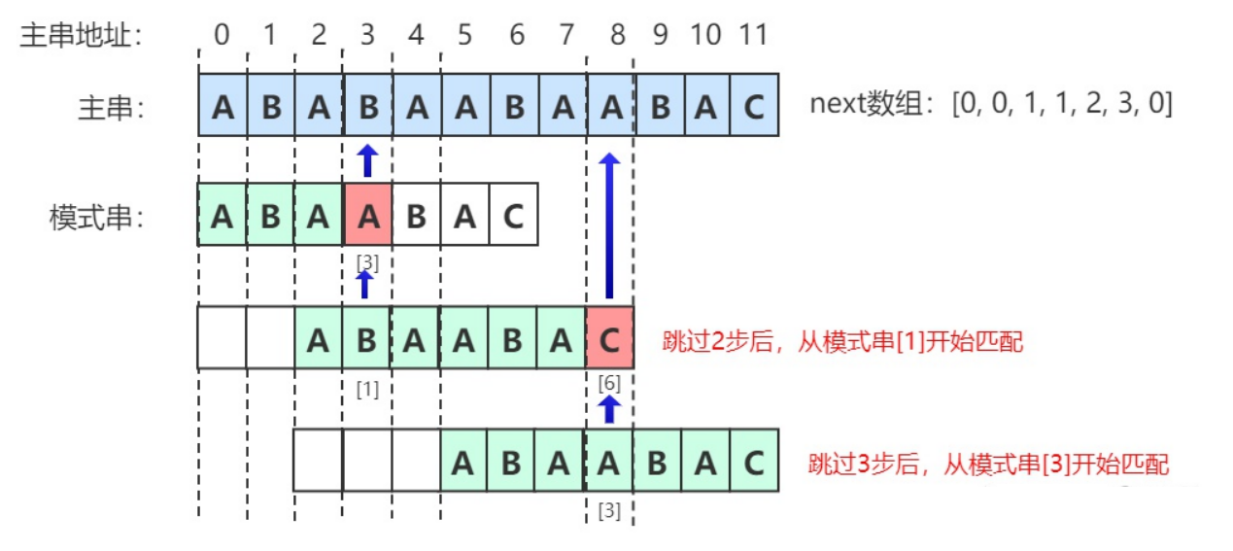 主串地址： 0 1 2 3 4 5 6 7 8 9 10 11
主串： A B A B A A B A A B A C next数组：[0, 0, 1, 1, 2, 3, 0]
模式串： A B A A B A C
[3]
A B A A B A C 跳过2步后，从模式串[1]开始匹配
[1] [6]
A B A A B A C 跳过3步后，从模式串[3]开始匹配
[3]